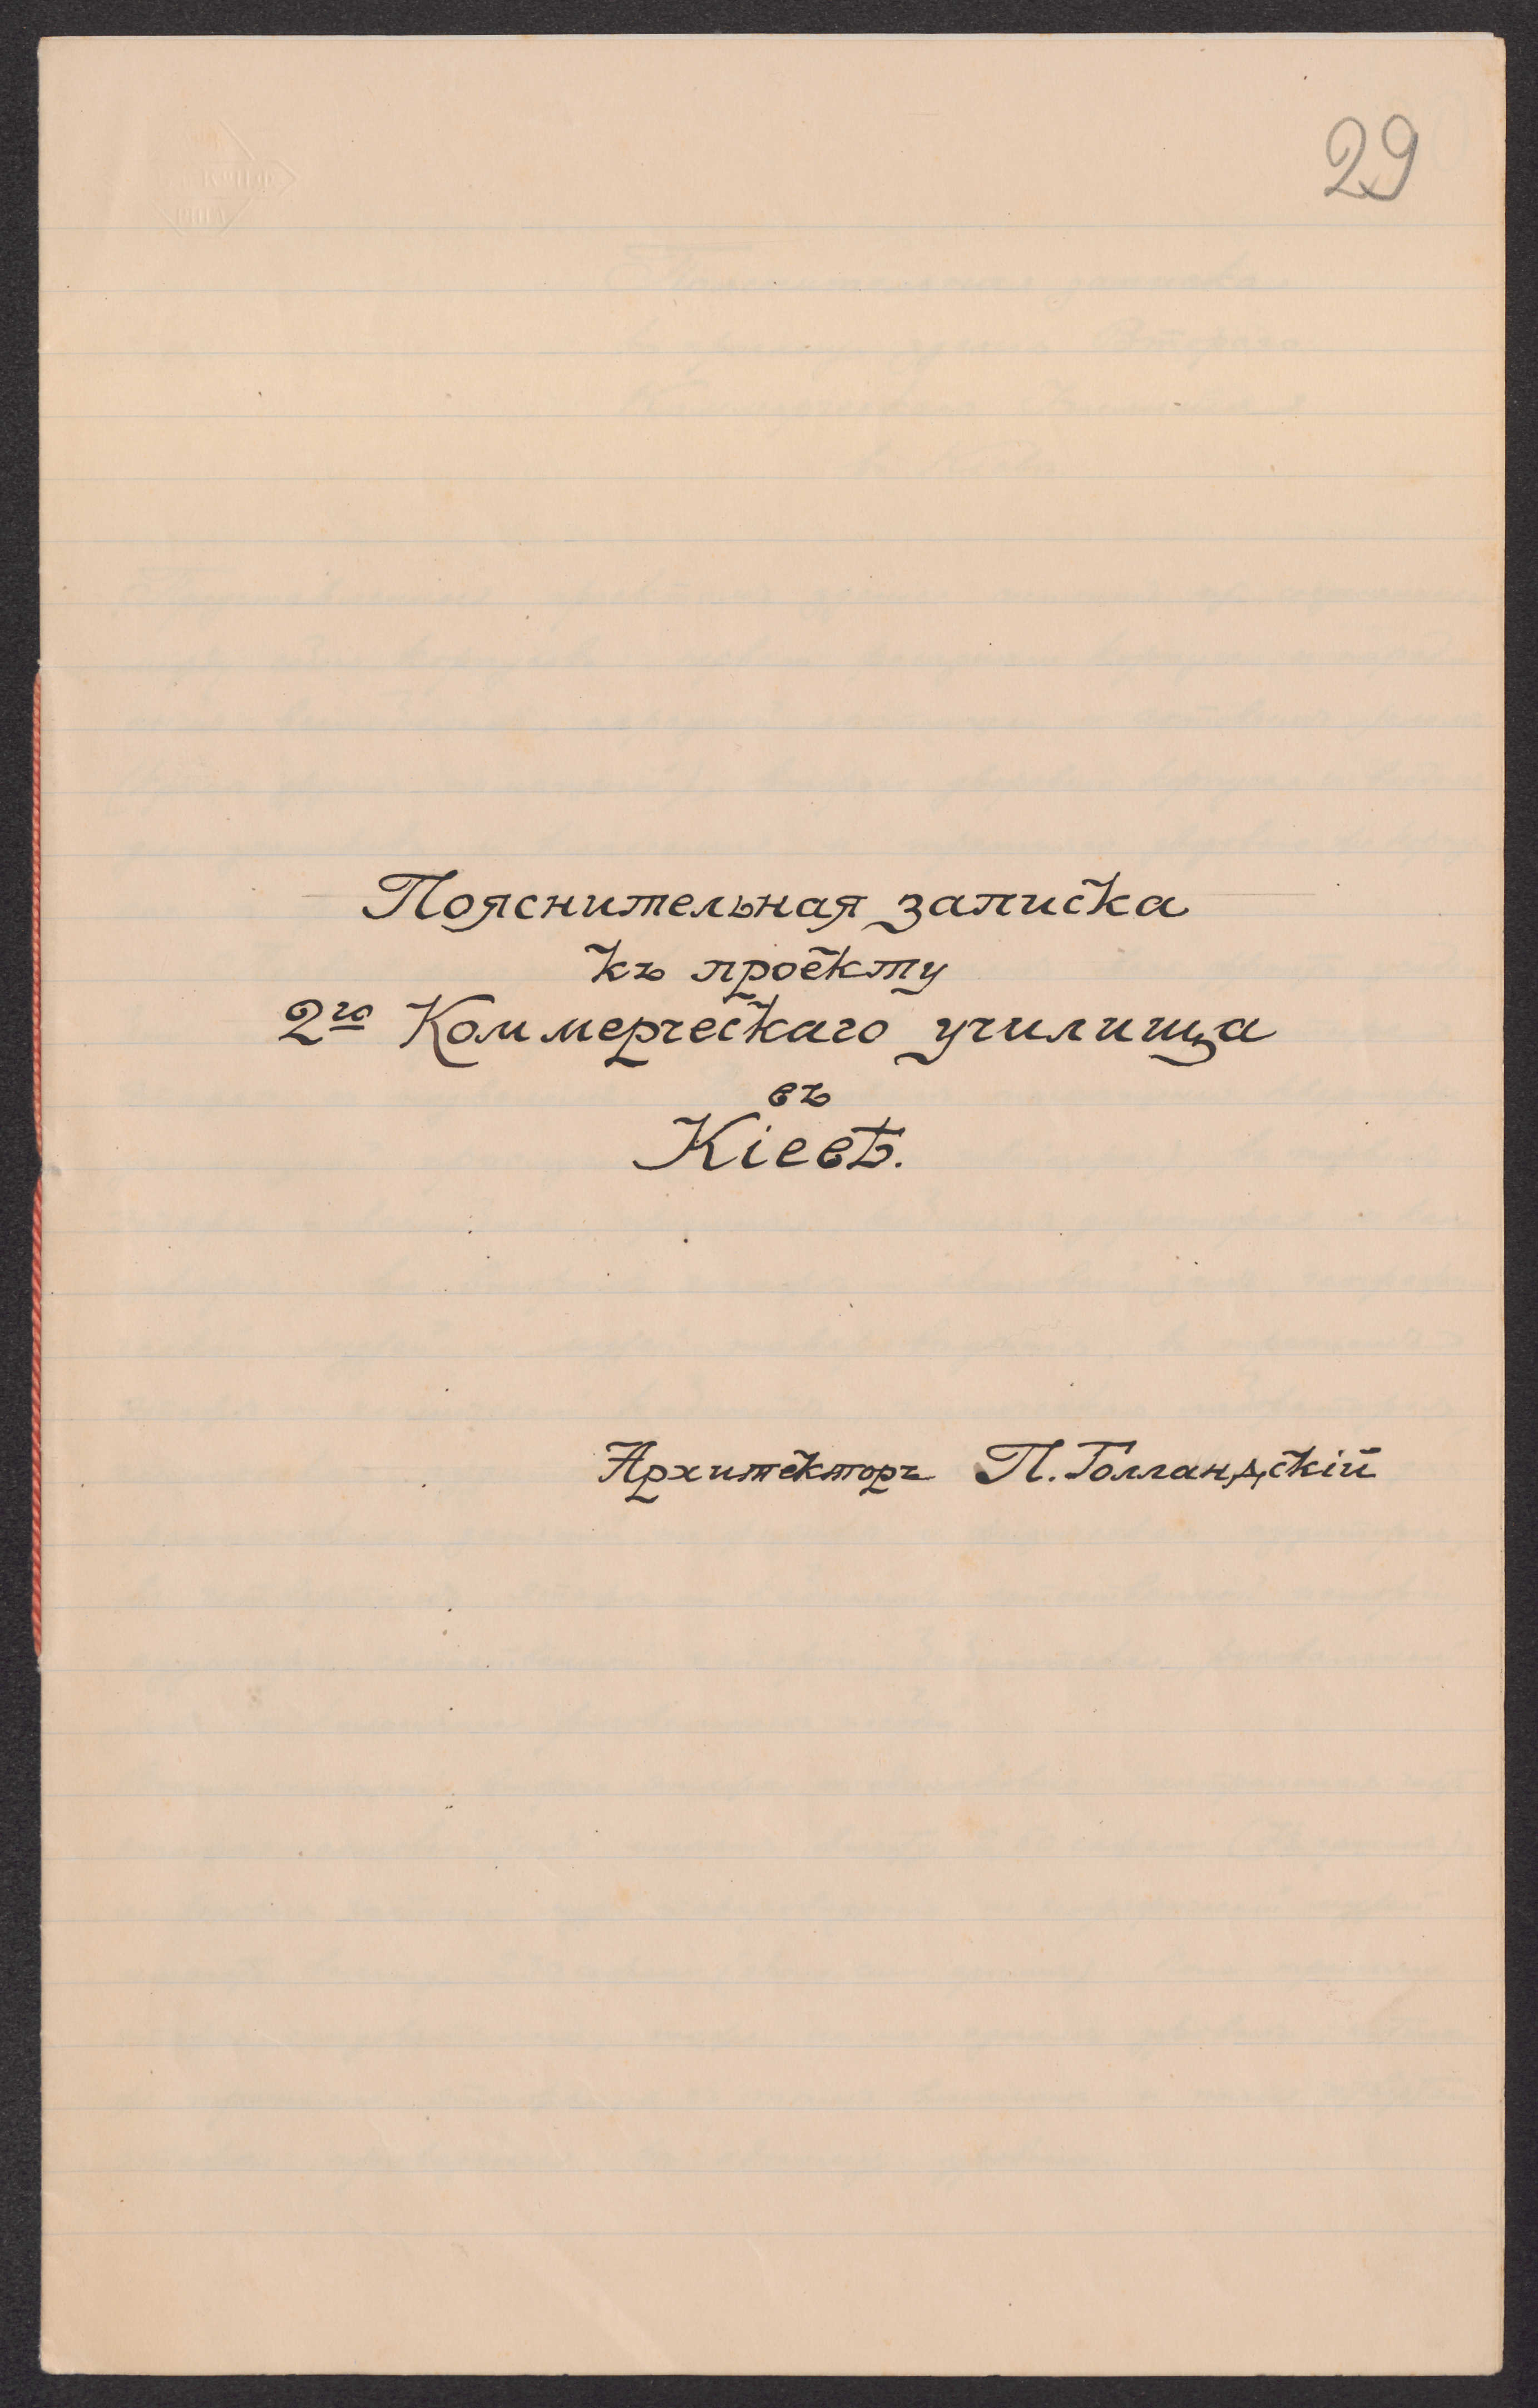 29
Пояснительная записка
къ проекту
2го Коммерческаго училища
въ
Кіевѣ.
Архитекторъ П. Голландскій